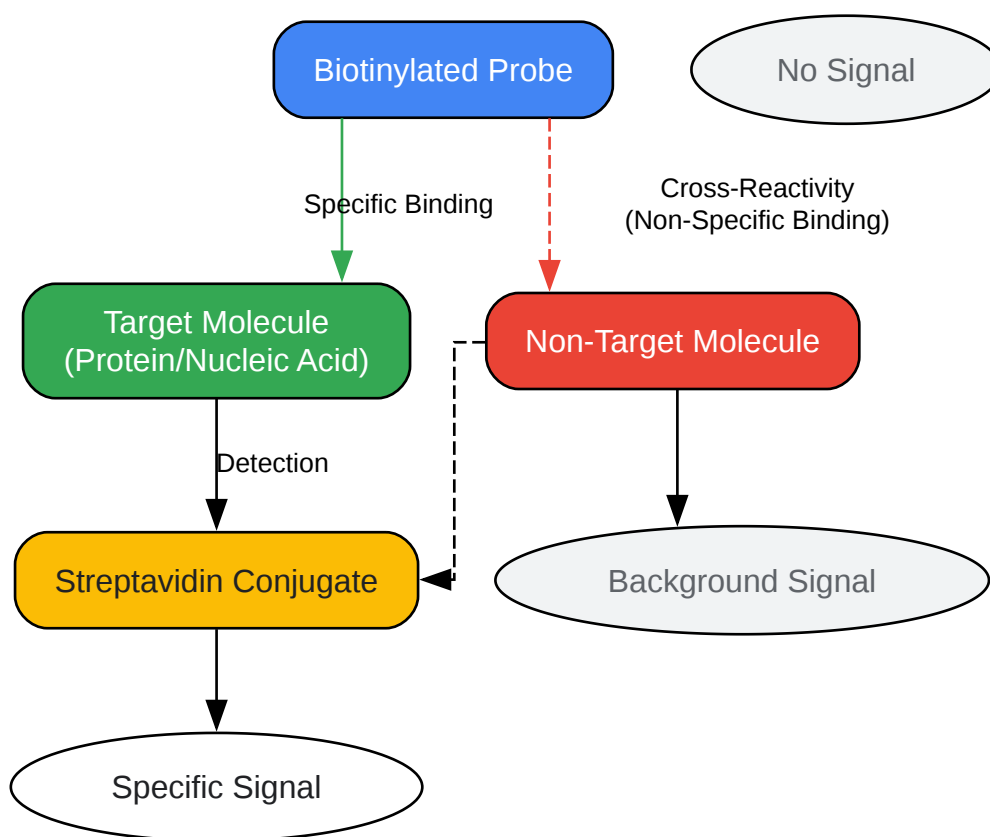 Biotinylated Probe
No Signal
Specific Binding
Cross-Reactivity
(Non-Specific Binding)
Target Molecule
(Protein/Nucleic Acid)
Non-Target Molecule
Detection
Streptavidin Conjugate
Background Signal
Specific Signal